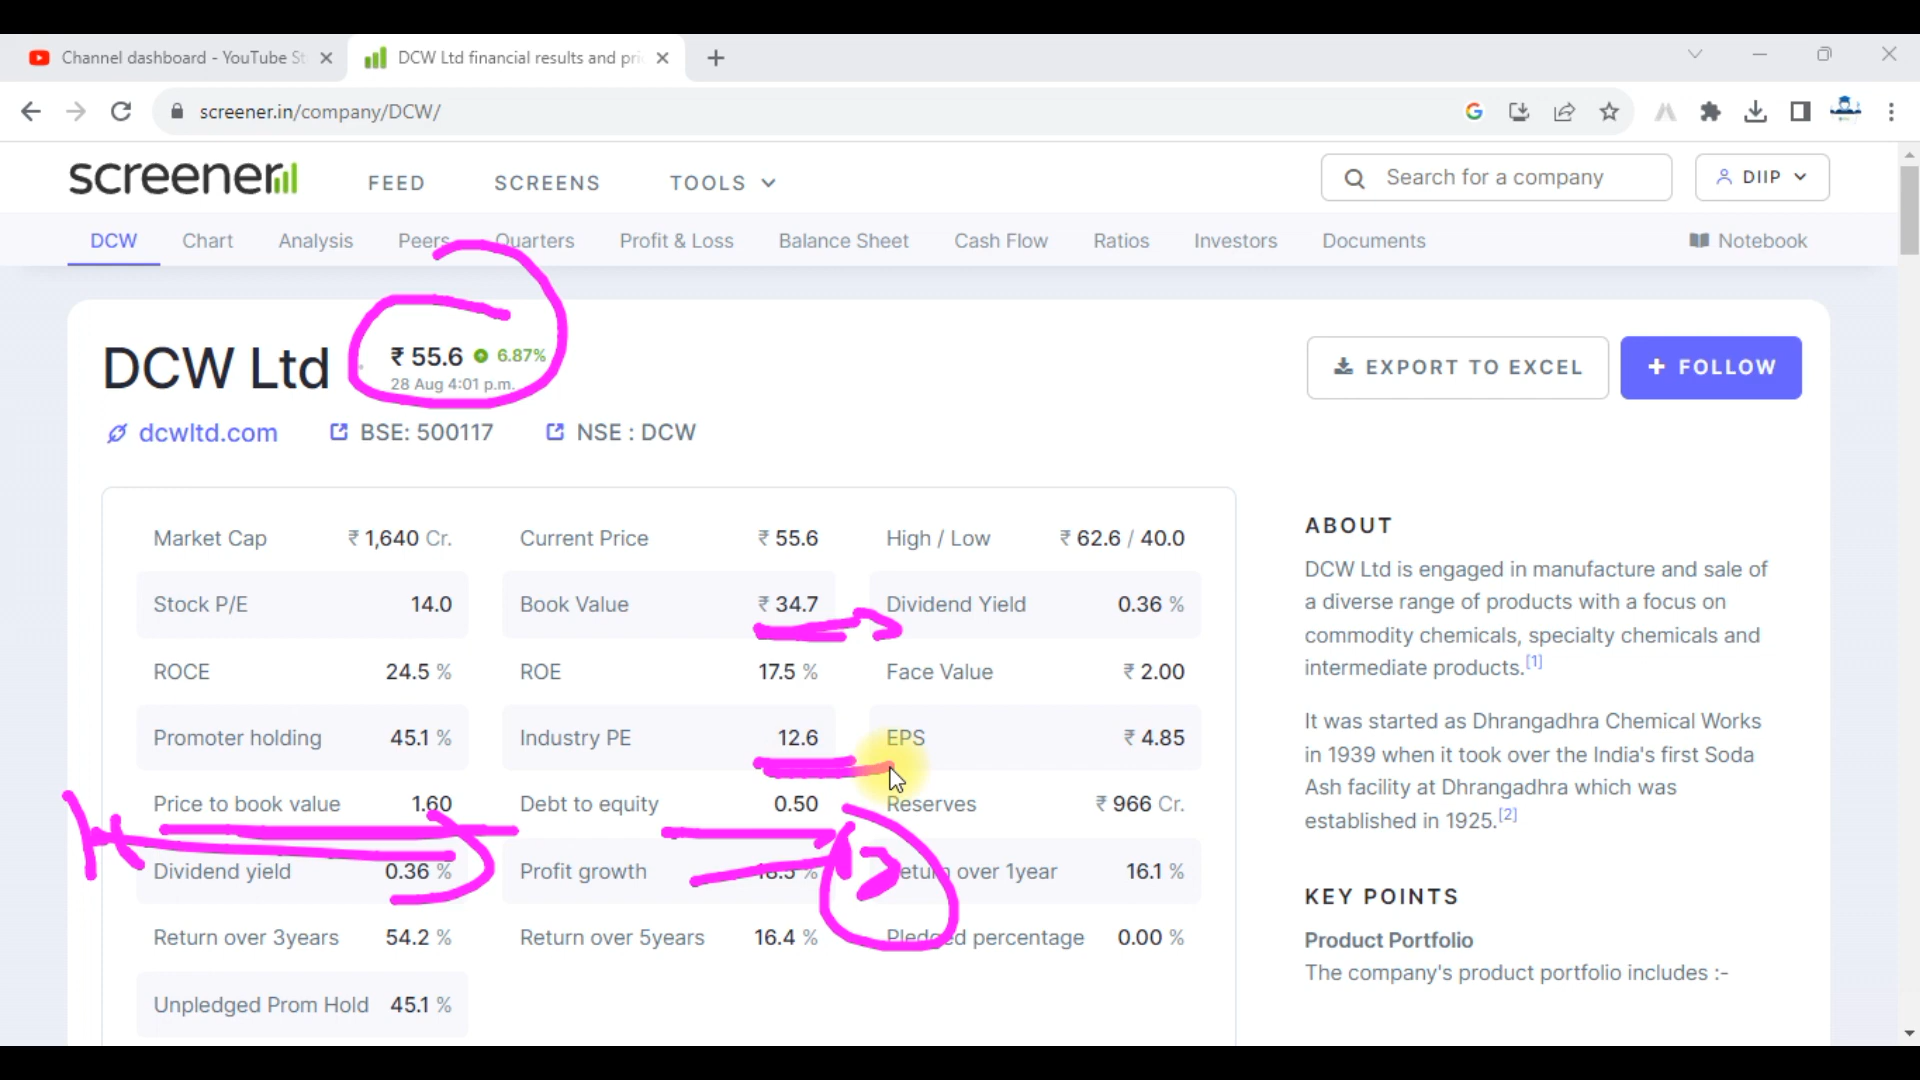 Channel dashboard - YouTube St
DCW Ltd financial results and pri
screener.in/company/DCW/
screener
FEED SCREENS TOOLS
Search for a company
DIIP
DCW Chart Analysis Peers Quarters Profit & Loss Balance Sheet Cash Flow Ratios Investors Documents Notebook
DCW Ltd
₹ 55.6 6.87%
28 Aug 4:01 p.m.
EXPORT TO EXCEL
+ FOLLOW
dcwltd.com BSE: 500117 NSE : DCW
Market Cap ₹ 1,640 Cr. Current Price ₹ 55.6 High / Low ₹ 62.6 / 40.0
Stock P/E 14.0 Book Value ₹ 34.7 Dividend Yield 0.36 %
ROCE 24.5 % ROE 17.5 % Face Value ₹ 2.00
Promoter holding 45.1 % Industry PE 12.6 EPS ₹ 4.85
Price to book value 1.60 Debt to equity 0.50 Reserves ₹ 966 Cr.
Dividend yield 0.36 % Profit growth % Return over 1year 16.1 %
Return over 3years 54.2 % Return over 5years 16.4 % Pledged percentage 0.00 %
Unpledged Prom Hold 45.1 %
ABOUT
DCW Ltd is engaged in manufacture and sale of
a diverse range of products with a focus on
commodity chemicals, specialty chemicals and
intermediate products.[1]
It was started as Dhrangadhra Chemical Works
in 1939 when it took over the India's first Soda
Ash facility at Dhrangadhra which was
established in 1925.[2]
KEY POINTS
Product Portfolio
The company's product portfolio includes :-